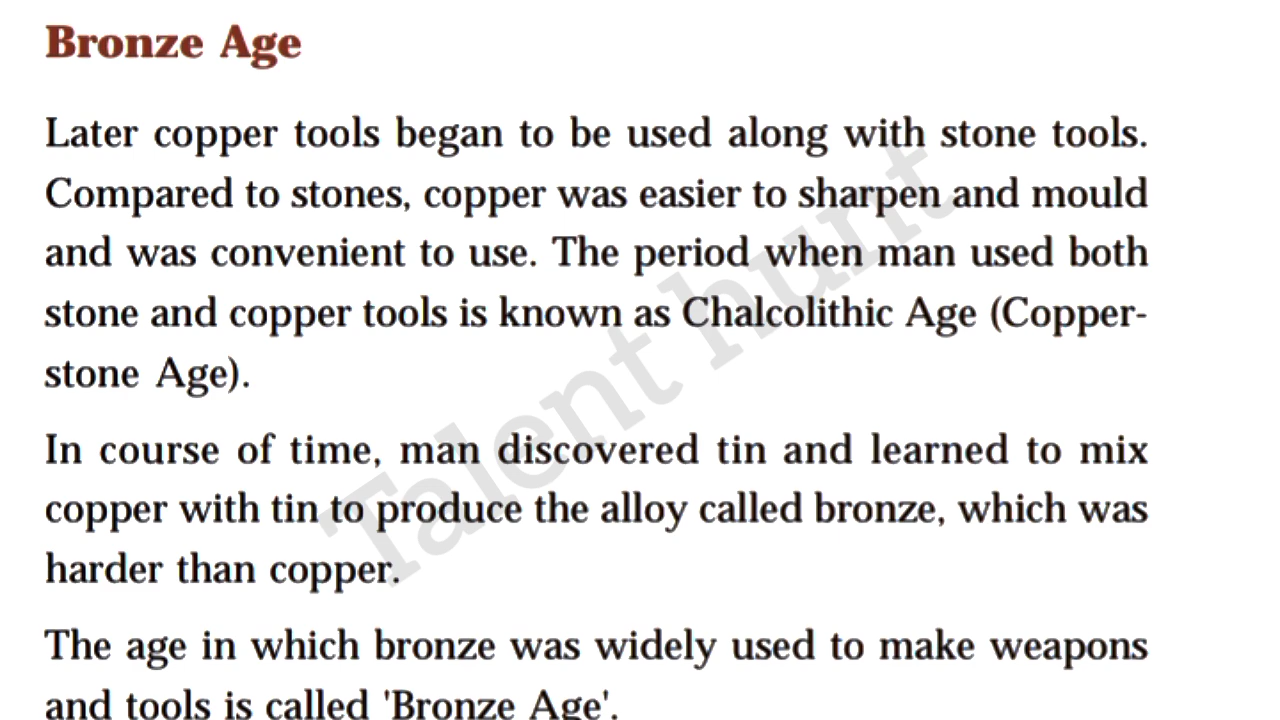 Bronze Age
Later copper tools began to be used along with stone tools.
Compared to stones, copper was easier to sharpen and mould
and was convenient to use. The period when man used both
stone and copper tools is known as Chalcolithic Age (Copper-
stone Age).
In course of time, man discovered tin and learned to mix
copper with tin to produce the alloy called bronze, which was
harder than copper.
The age in which bronze was widely used to make weapons
and tools is called 'Bronze Age'.
Talent hunt